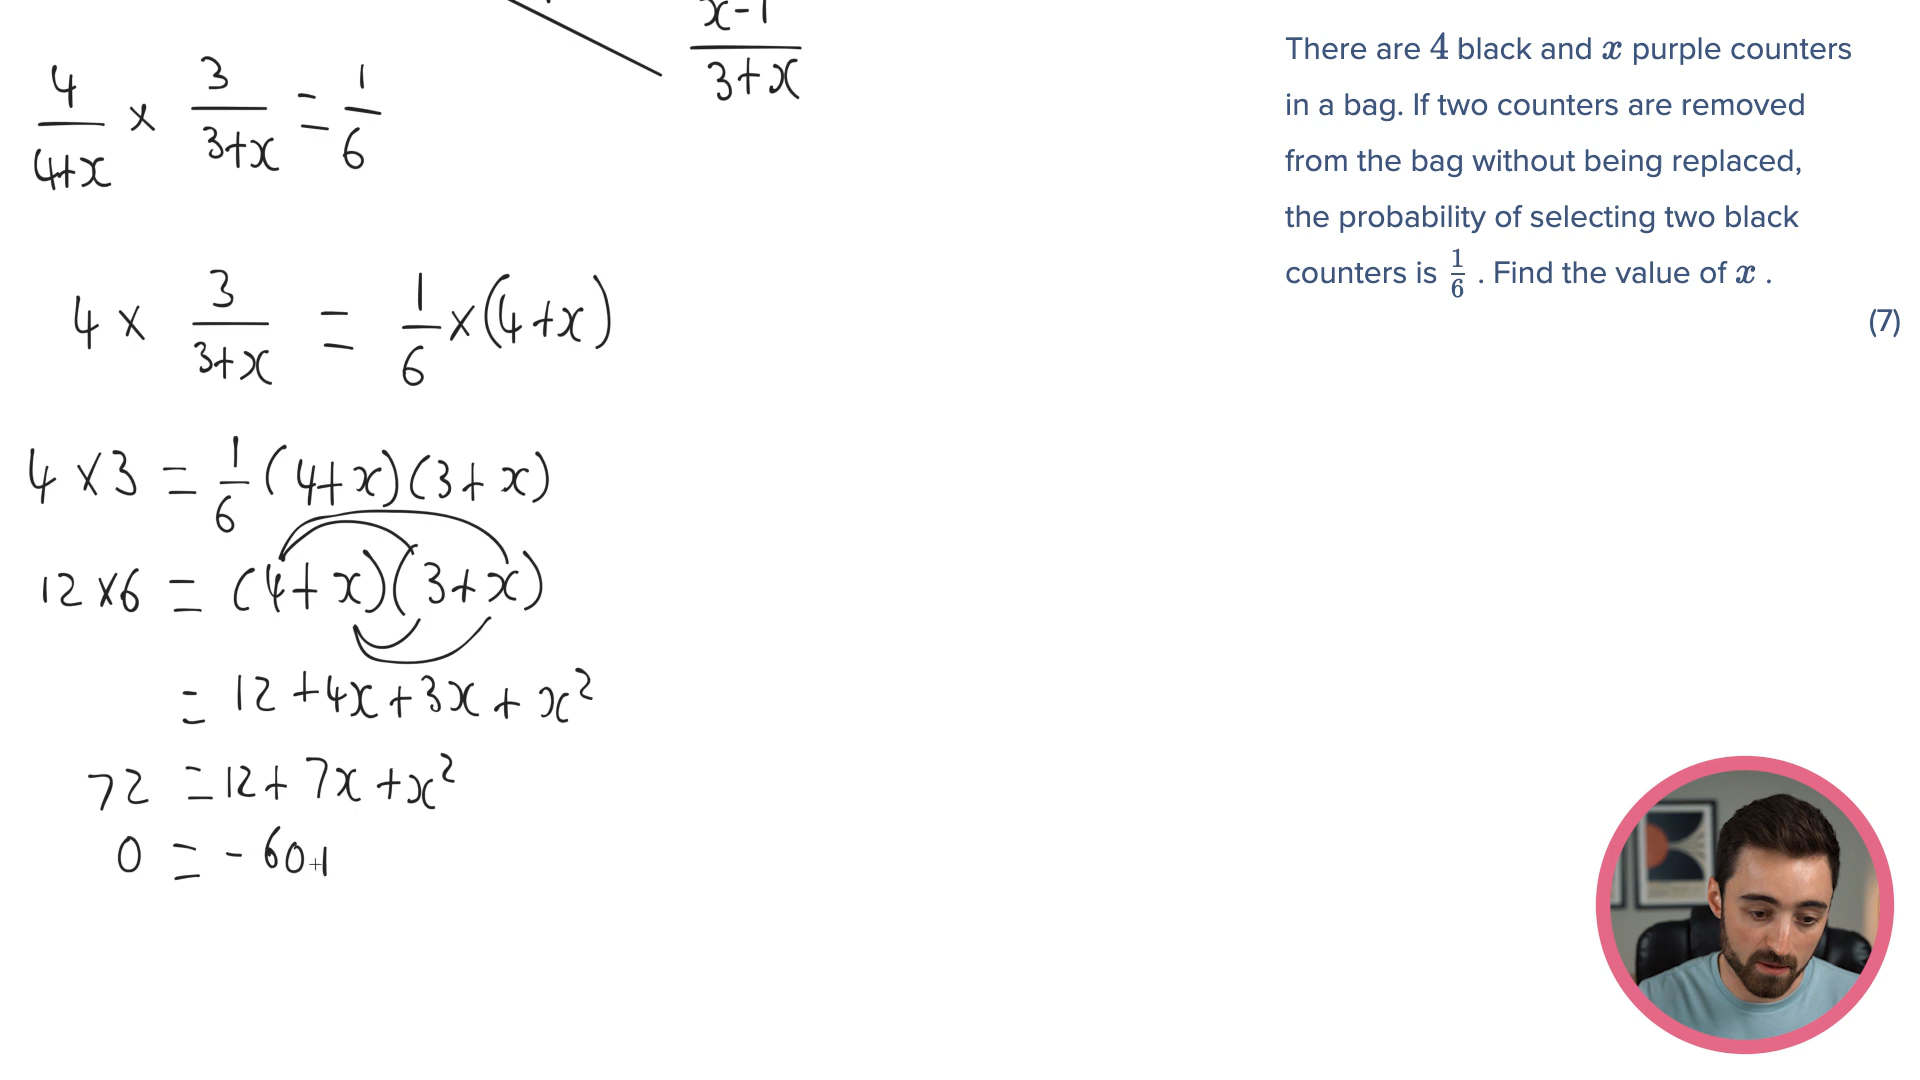 x-1
3+x
4/4+x × 3/3+x = 1/6
4 × 3/3+x = 1/6 ×(4+x)
4 × 3 = 1/6 (4+x)(3+x)
12 ×6 = (4+x)(3+x)
= 12 +4x+3x + x²
72 =12+ 7x +x²
0 = - 60+
There are 4 black and x purple counters
in a bag. If two counters are removed
from the bag without being replaced,
the probability of selecting two black
counters is 1/6 . Find the value of x .
(7)